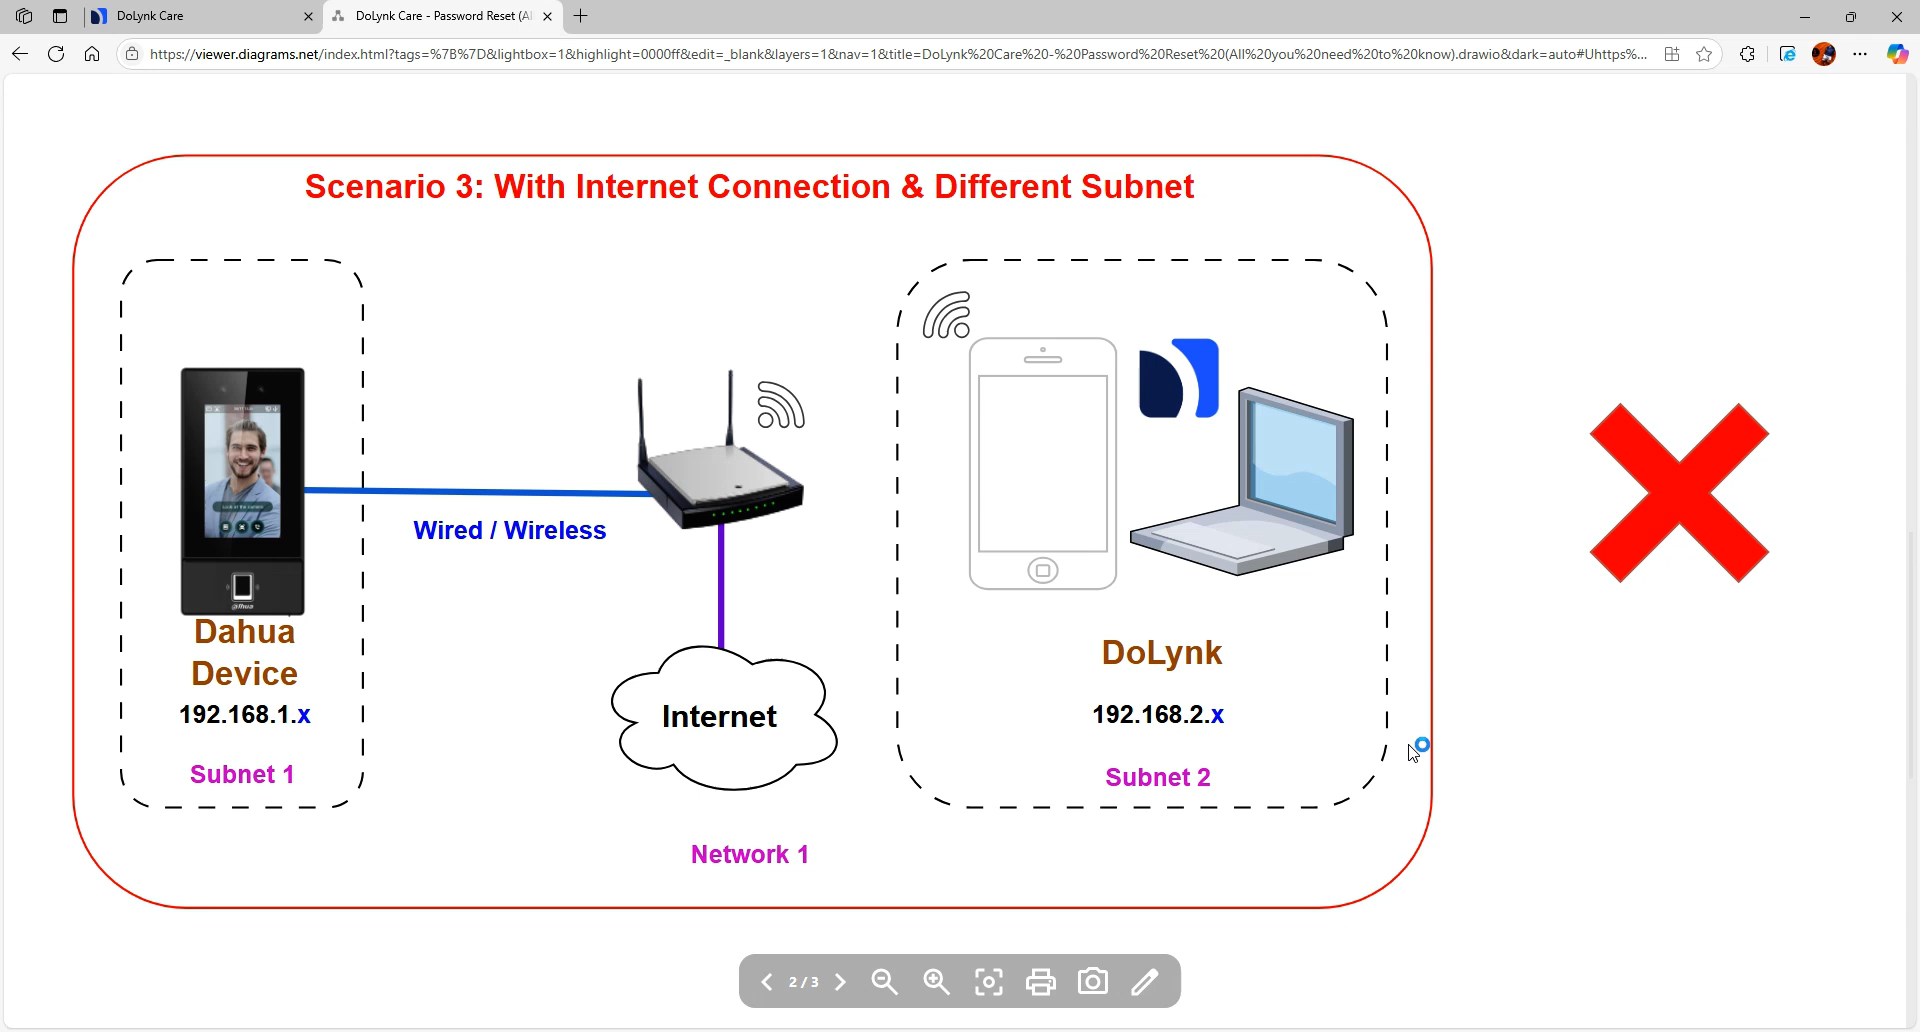 DoLynk Care
DoLynk Care - Password Reset (Al
https://viewer.diagrams.net/index.html?tags=%7B%7D&lightbox=1&highlight=0000ff&edit=_blank&layers=1&nav=1&title=DoLynk%20Care%20-%20Password%20Reset%20(All%20you%20need%20to%20know).drawio&dark=auto#Uhttps%...
Scenario 3: With Internet Connection & Different Subnet
Wired / Wireless
alhua
Dahua
Device
192.168.1.x
Subnet 1
Internet
DoLynk
192.168.2.x
Subnet 2
Network 1
2 / 3